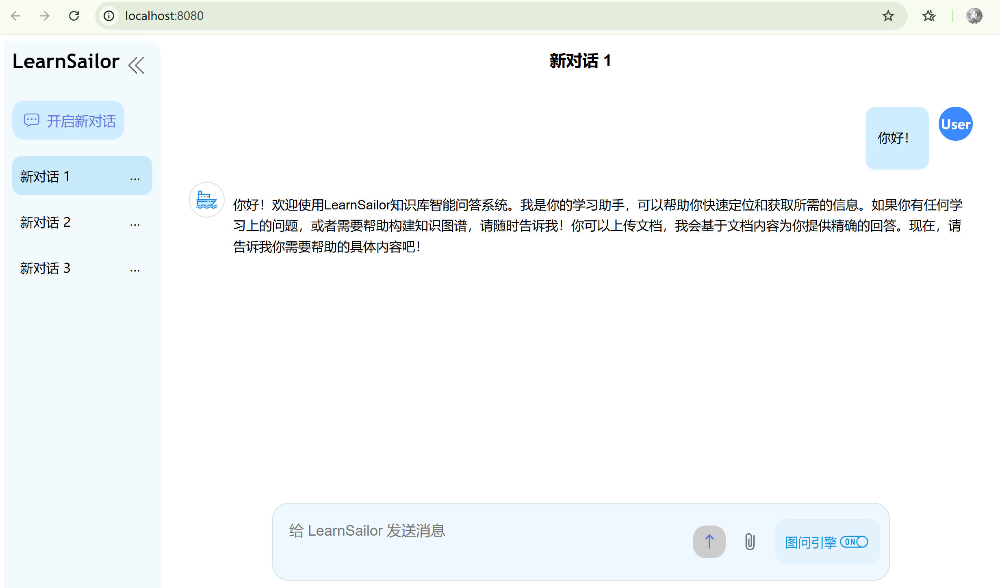 localhost:8080
LearnSailor
开启新对话
新对话 1 ...
新对话 2 ...
新对话 3 ...
新对话 1
你好！
User
你好！欢迎使用LearnSailor知识库智能问答系统。我是你的学习助手，可以帮助你快速定位和获取所需的信息。如果你有任何学
习上的问题，或者需要帮助构建知识图谱，请随时告诉我！你可以上传文档，我会基于文档内容为你提供精确的回答。现在，请
告诉我你需要帮助的具体内容吧！
给 LearnSailor 发送消息
图问引擎 ON